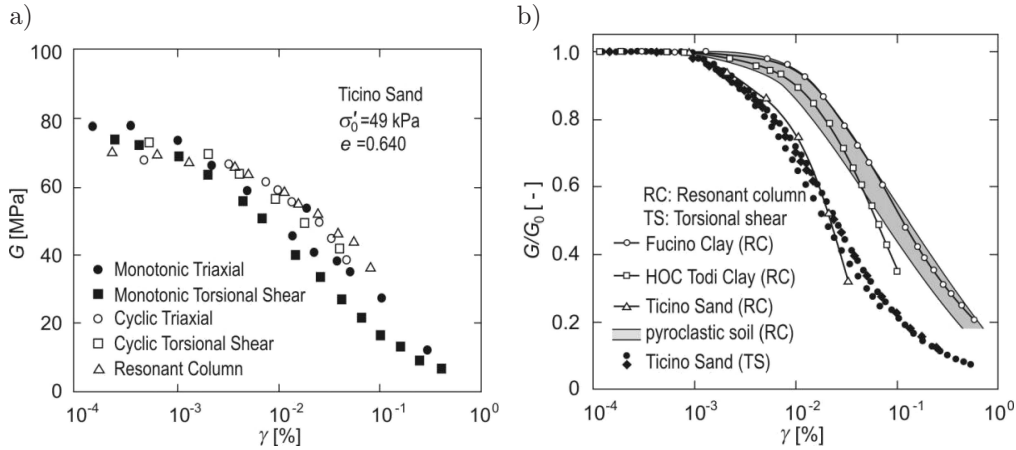 a)
100
80
60
40
20
0
G [MPa]
Ticino Sand
σ′₀=49 kPa
e =0.640
Monotonic Triaxial
Monotonic Torsional Shear
Cyclic Triaxial
Cyclic Torsional Shear
Resonant Column
10⁻⁴ 10⁻³ 10⁻² 10⁻¹ 10⁰
γ [%]
b)
1.0
0.8
0.6
0.4
0.2
0
G/G₀ [ - ]
RC: Resonant column
TS: Torsional shear
Fucino Clay (RC)
HOC Todi Clay (RC)
Ticino Sand (RC)
pyroclastic soil (RC)
Ticino Sand (TS)
10⁻⁴ 10⁻³ 10⁻² 10⁻¹ 10⁰
γ [%]